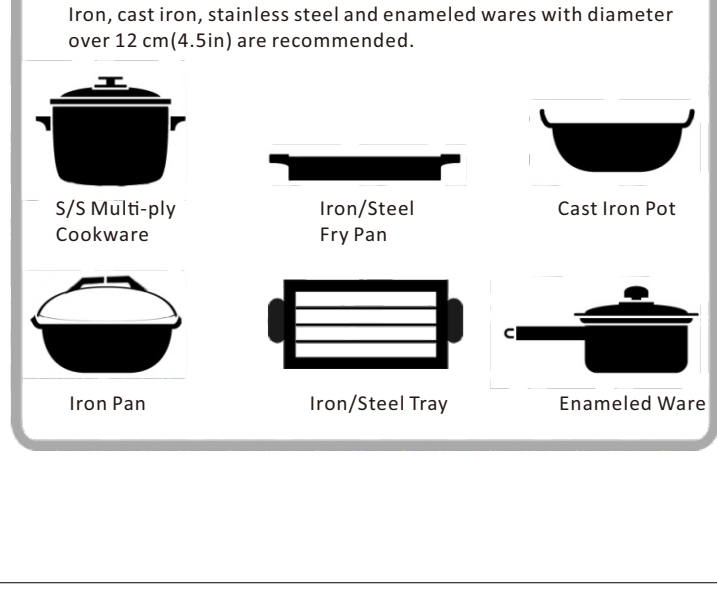 Iron, cast iron, stainless steel and enameled wares with diameter
over 12 cm(4.5in) are recommended.
S/S Multi-ply
Cookware
Iron/Steel
Fry Pan
Cast Iron Pot
Iron Pan
Iron/Steel Tray
Enameled Ware